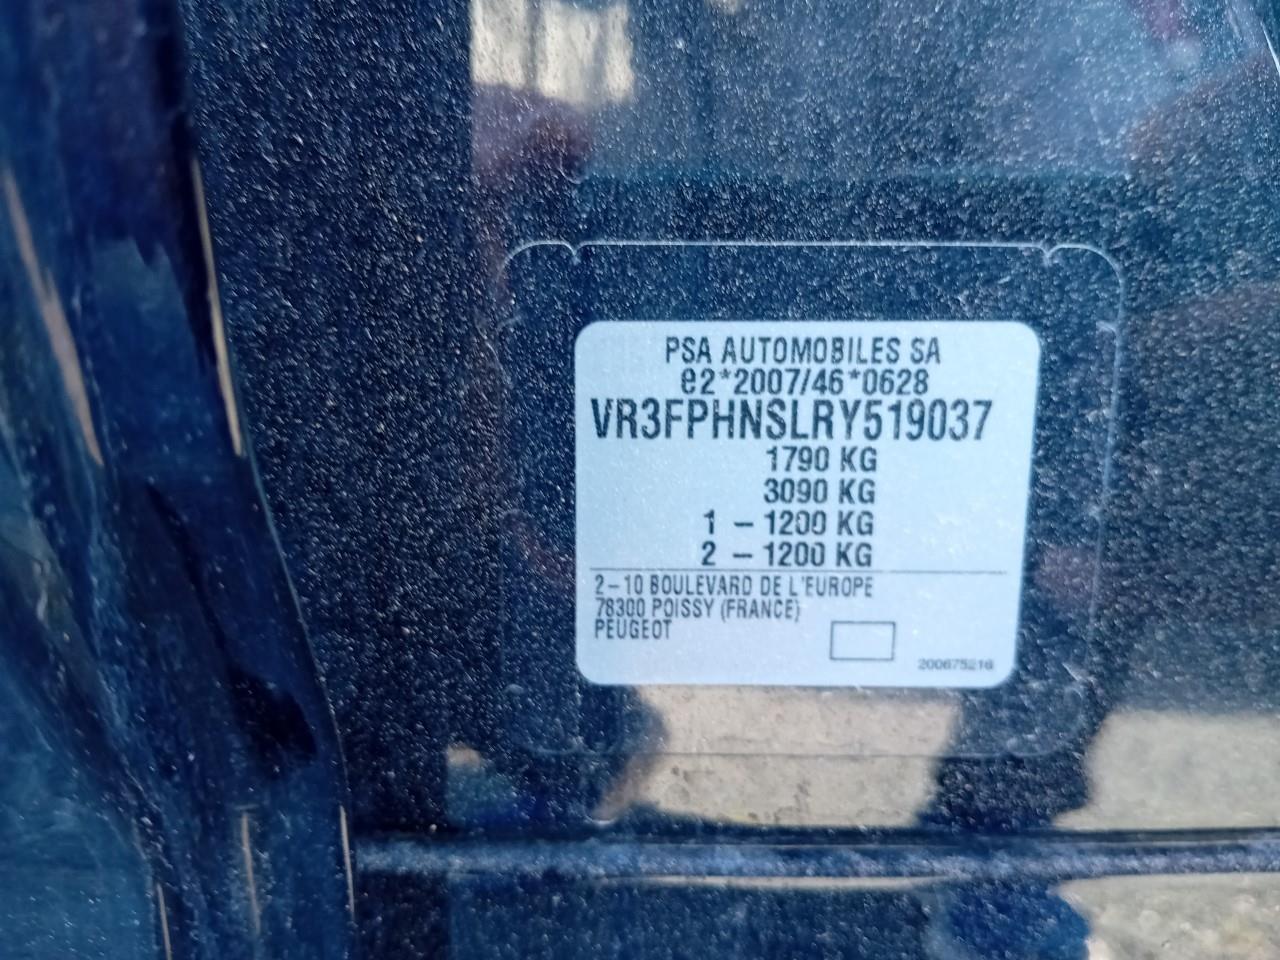 PSA AUTOMOBILES SA
e2*2007/46*0628
VR3FPHNSLRY519037
1790 KG
3090 KG
1 - 1200 KG
2 - 1200 KG
2-10 BOULEVARD DE L'EUROPE
78300 POISSY (FRANCE)
PEUGEOT
200675216